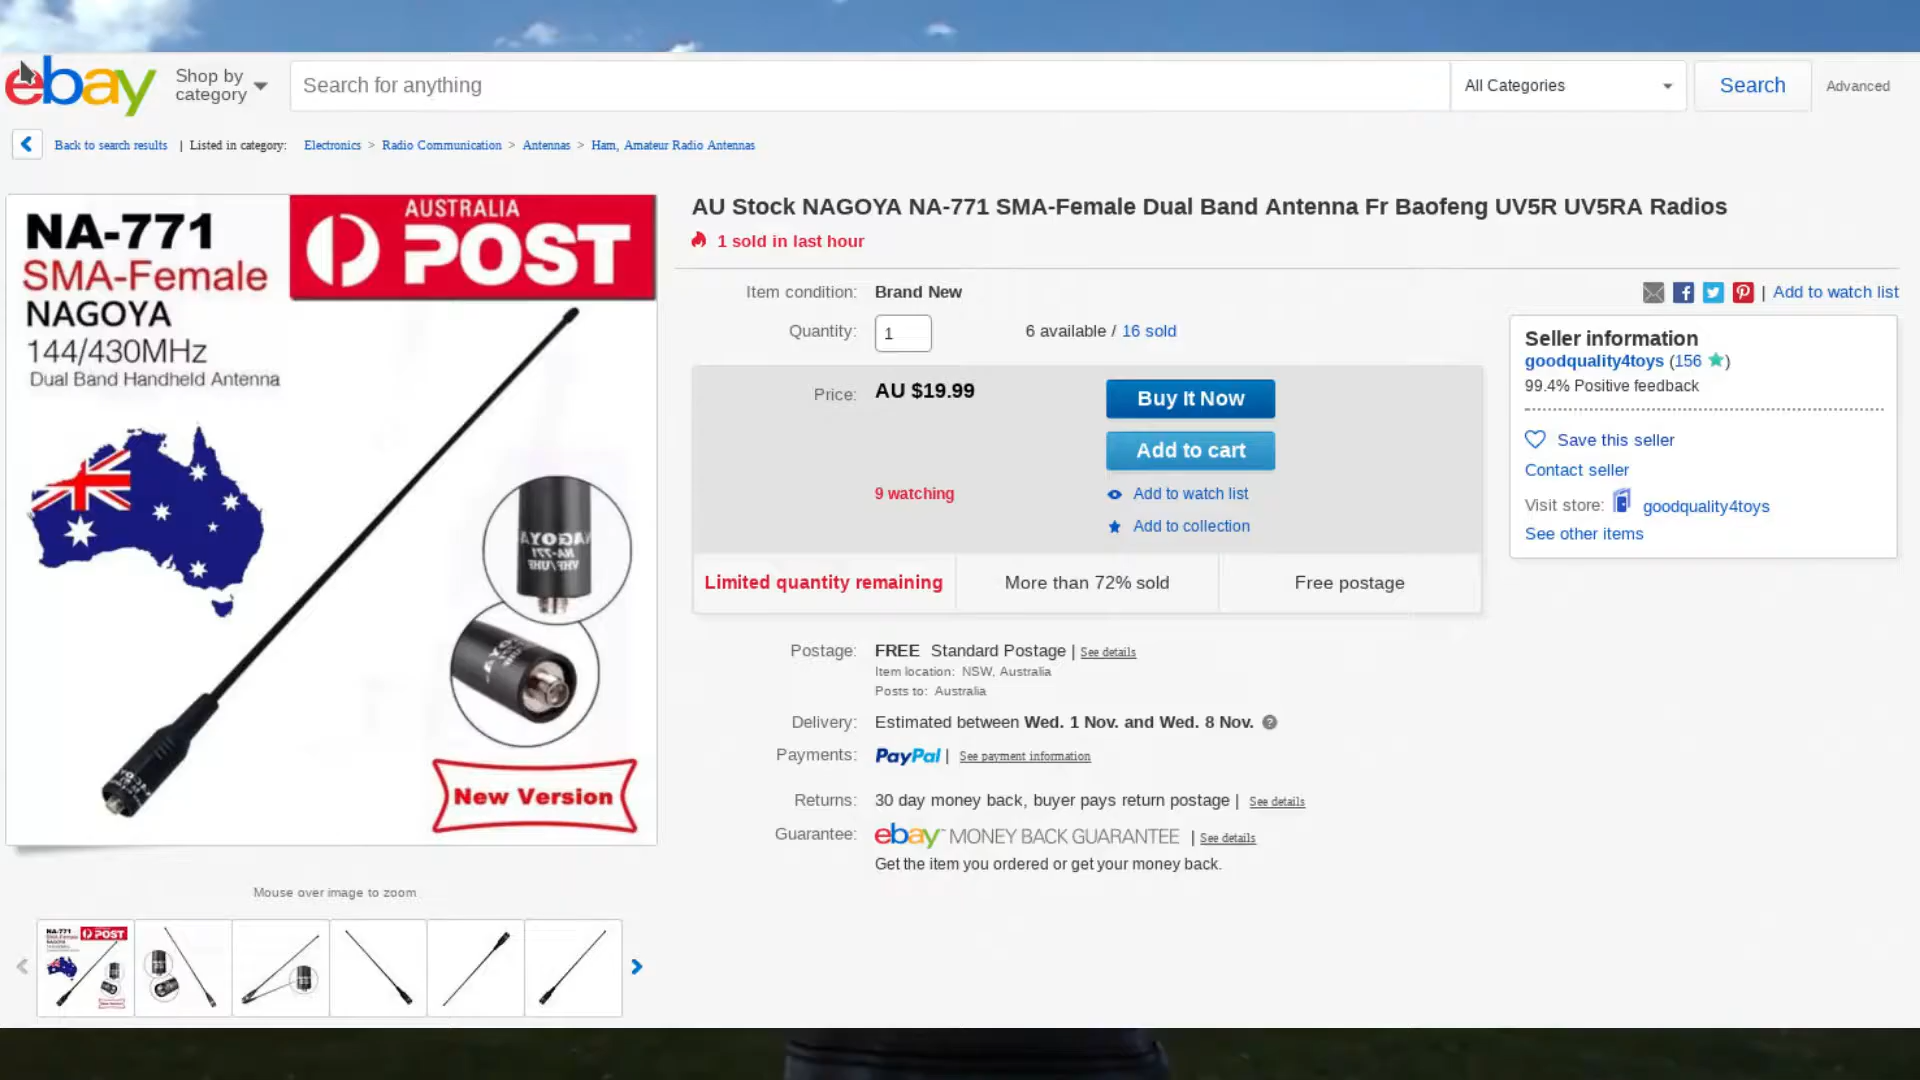 ebay
Shop by category
Search for anything
All Categories
Search
Advanced
Back to search results | Listed in category: Electronics > Radio Communication > Antennas > Ham, Amateur Radio Antennas
NA-771
SMA-Female
NAGOYA
144/430MHz
Dual Band Handheld Antenna
AUSTRALIA
POST
NAGOYA
NA-771
VHF/UHF
New Version
Mouse over image to zoom
AU Stock NAGOYA NA-771 SMA-Female Dual Band Antenna Fr Baofeng UV5R UV5RA Radios
1 sold in last hour
Item condition: Brand New
Quantity: 1 6 available / 16 sold
Price: AU $19.99
Buy It Now
Add to cart
9 watching
Add to watch list
Add to collection
Limited quantity remaining
More than 72% sold
Free postage
Postage: FREE Standard Postage | See details
Item location: NSW, Australia
Posts to: Australia
Delivery: Estimated between Wed. 1 Nov. and Wed. 8 Nov. ?
Payments: PayPal | See payment information
Returns: 30 day money back, buyer pays return postage | See details
Guarantee: ebay MONEY BACK GUARANTEE | See details
Get the item you ordered or get your money back.
| Add to watch list
Seller information
goodquality4toys (156 ★)
99.4% Positive feedback
Save this seller
Contact seller
Visit store: goodquality4toys
See other items